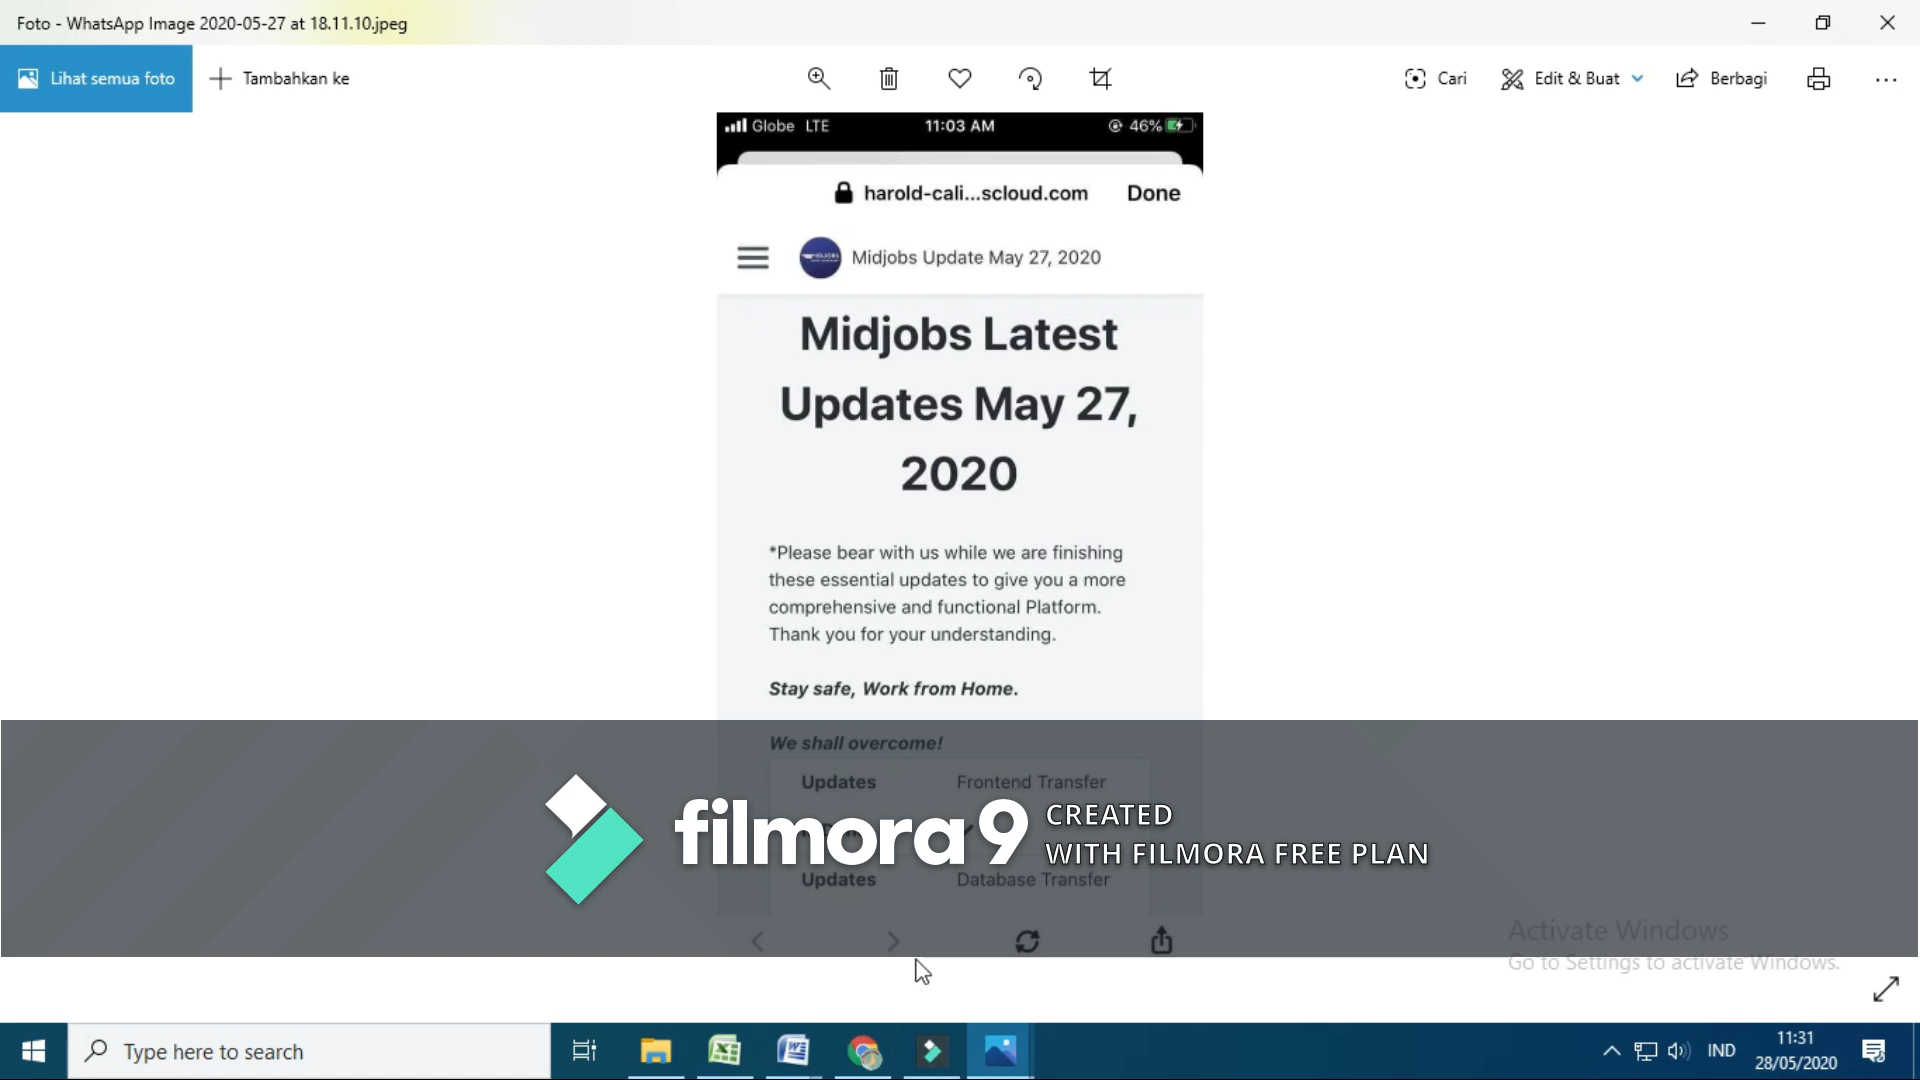 Foto - WhatsApp Image 2020-05-27 at 18.11.10.jpeg
Lihat semua foto
Tambahkan ke
Cari
Edit & Buat
Berbagi
Globe LTE
11:03 AM
46%
harold-cali...scloud.com
Done
Midjobs Update May 27, 2020
Midjobs Latest
Updates May 27,
2020
*Please bear with us while we are finishing
these essential updates to give you a more
comprehensive and functional Platform.
Thank you for your understanding.
Stay safe, Work from Home.
We shall overcome!
Updates Frontend Transfer
filmora9 CREATED
WITH FILMORA FREE PLAN
Updates Database Transfer
Activate Windows
Go to Settings to activate Windows.
Type here to search
IND
11:31
28/05/2020